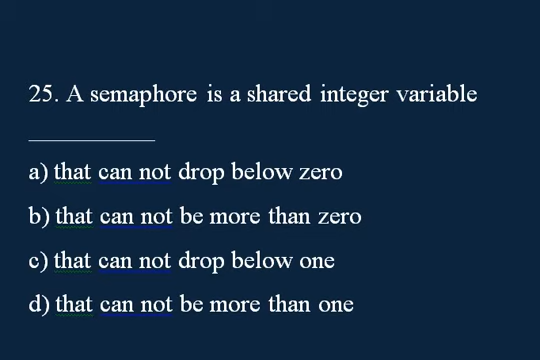 25. A semaphore is a shared integer variable
____________
a) that can not drop below zero
b) that can not be more than zero
c) that can not drop below one
d) that can not be more than one